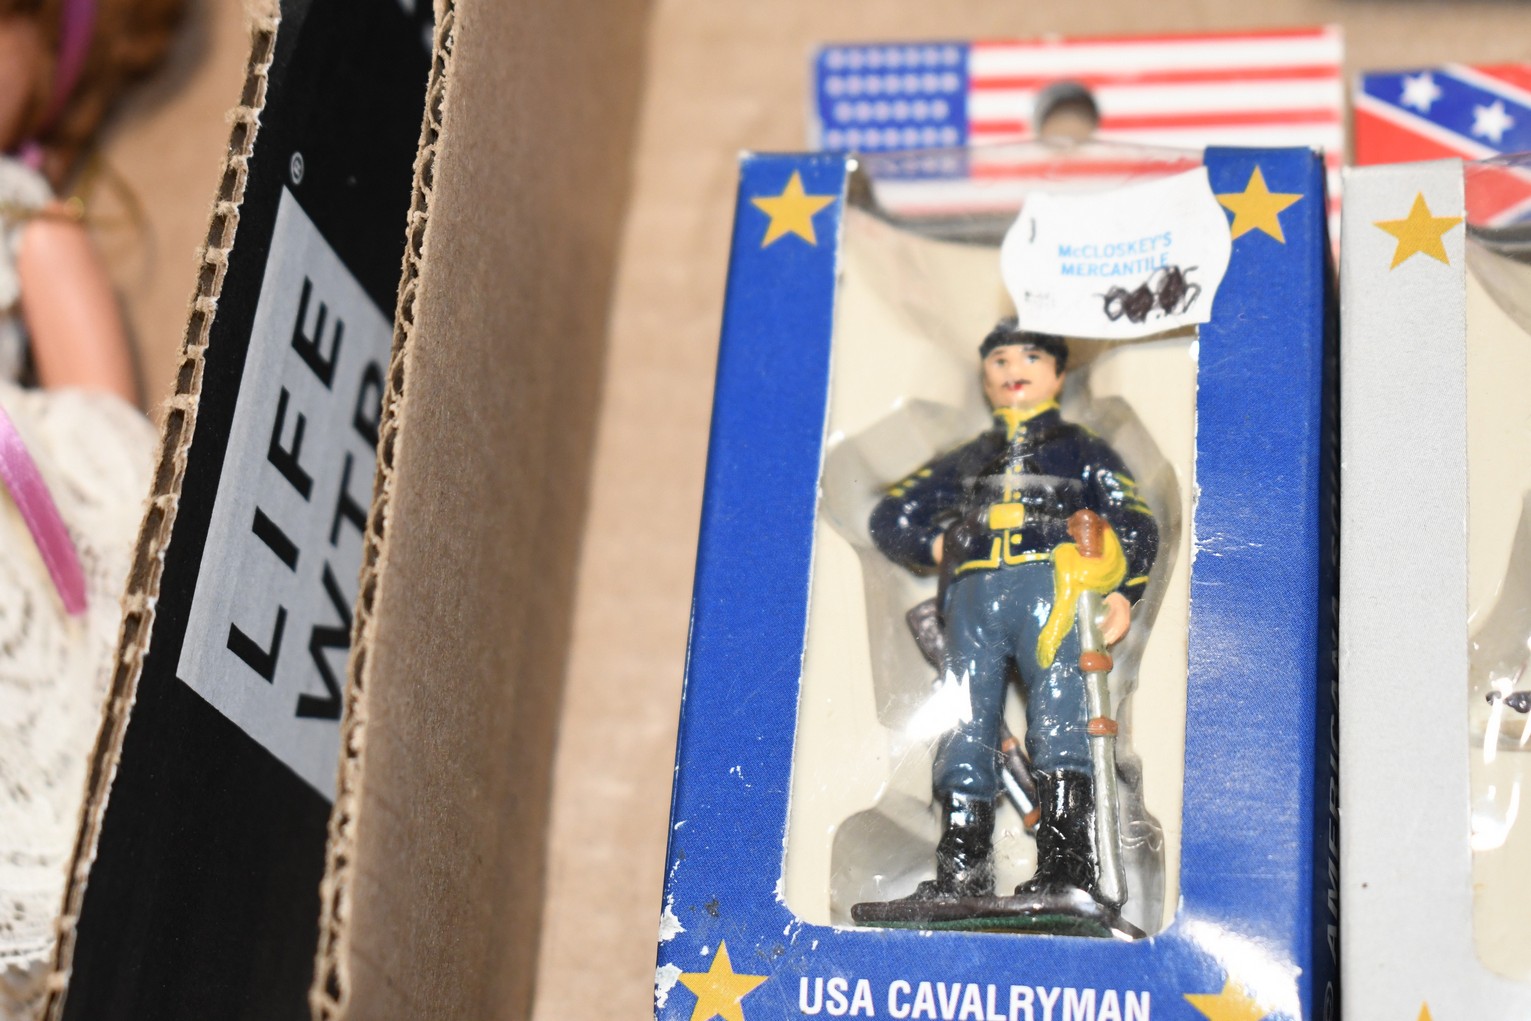 ®
LIFE
WTR
McCLOSKEY'S
MERCANTILE
USA CAVALRYMAN